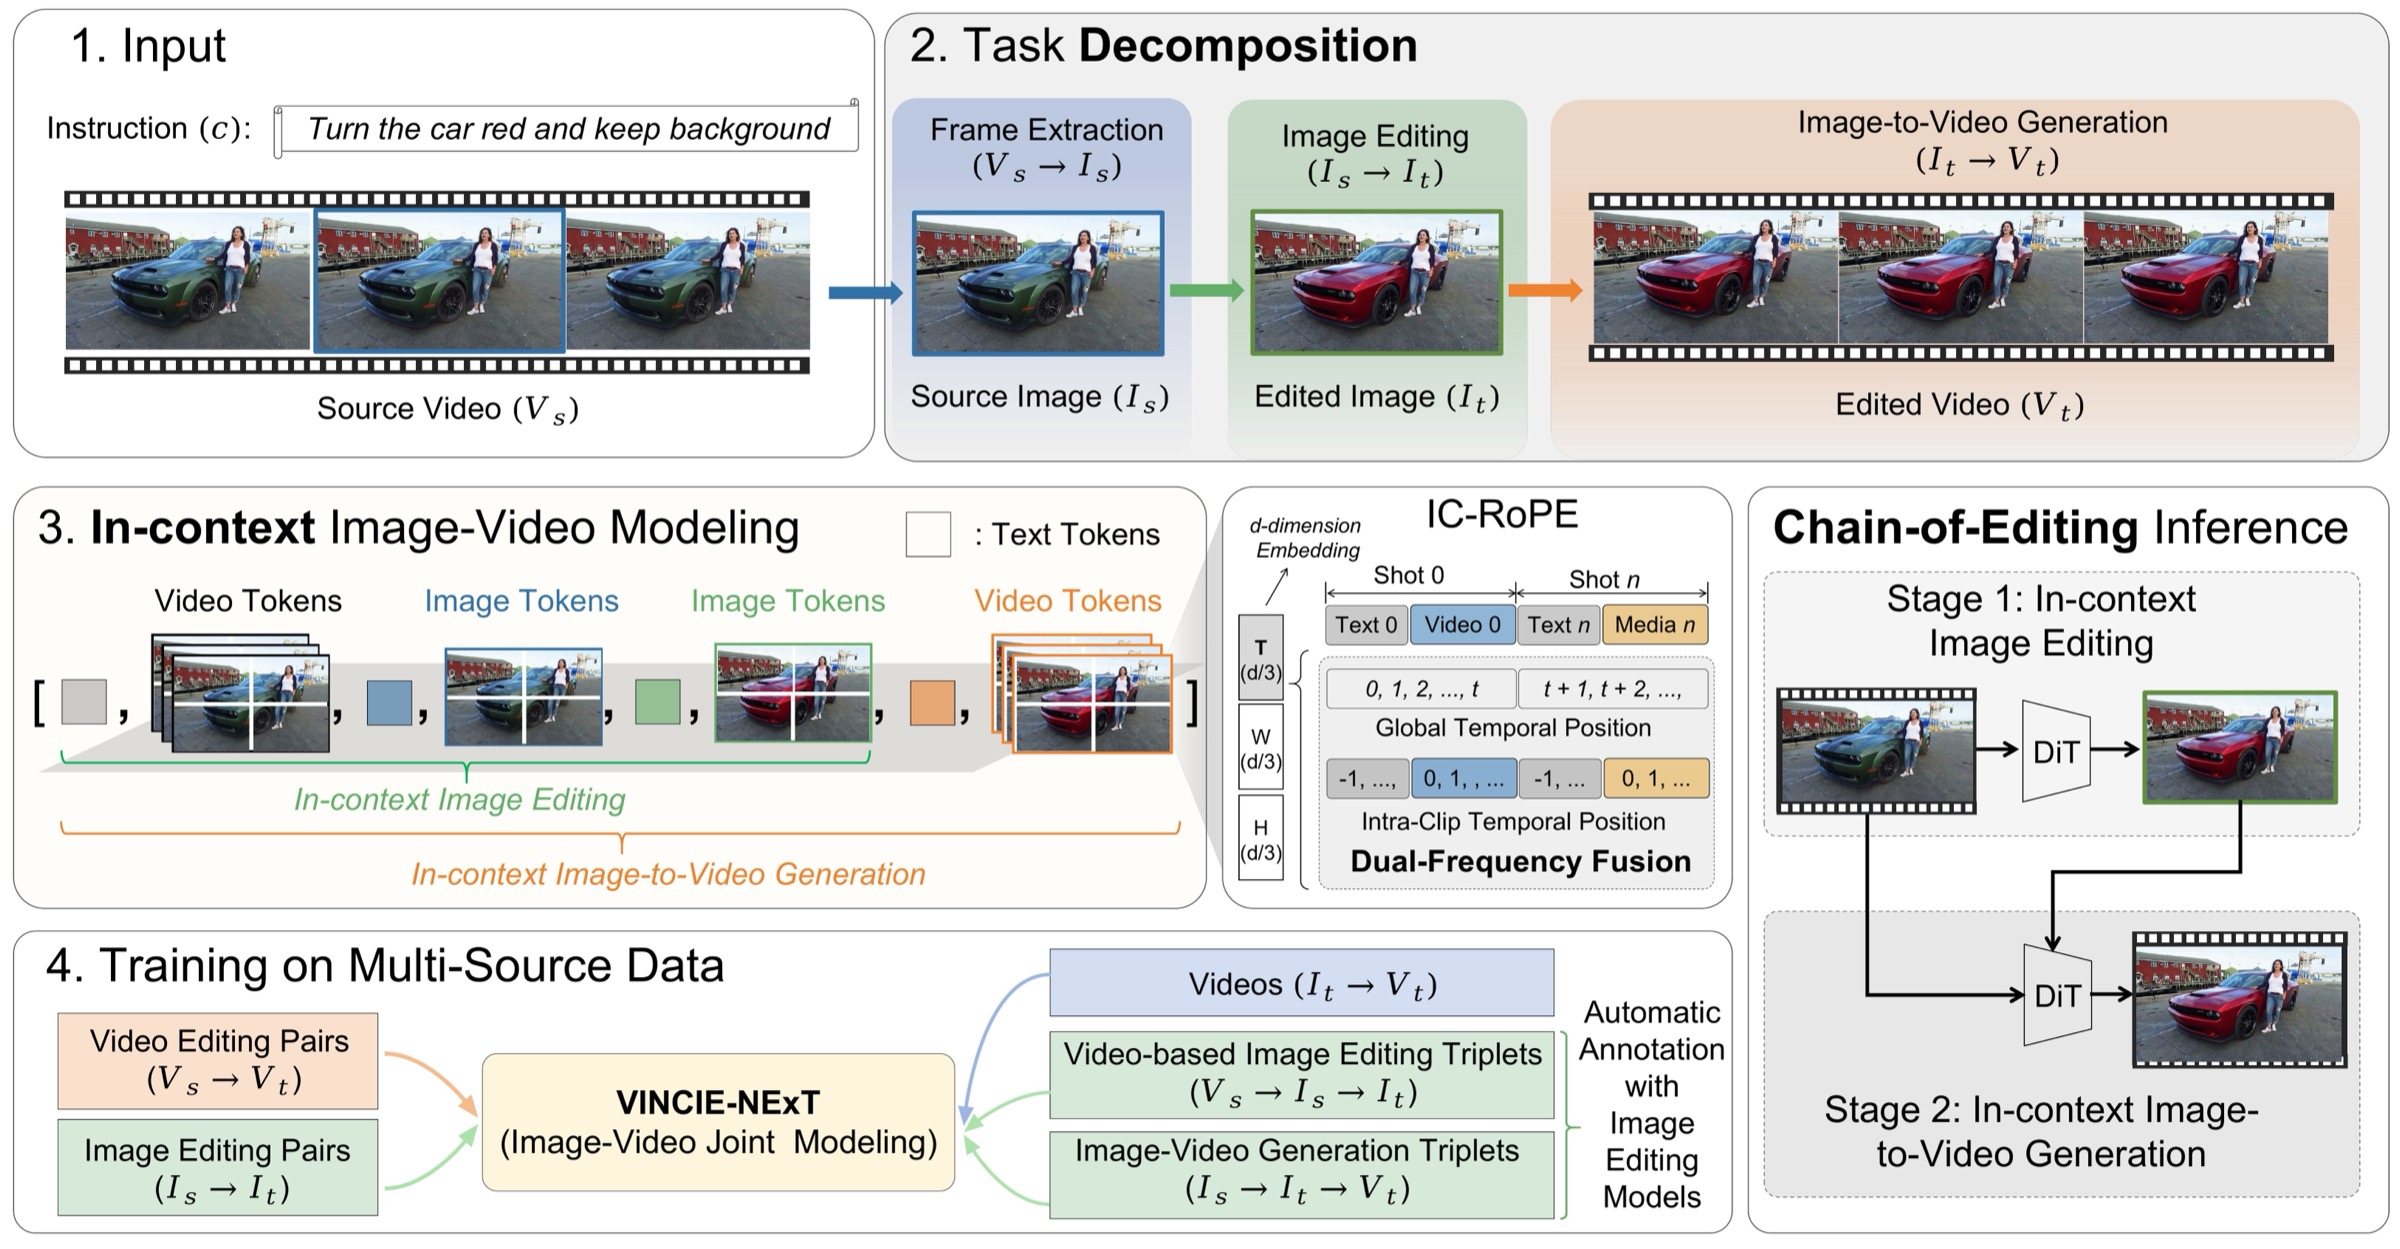 1. Input
Instruction (c):
Turn the car red and keep background
Source Video (V_s)
2. Task Decomposition
Frame Extraction
(V_s → I_s)
Source Image (I_s)
Image Editing
(I_s → I_t)
Edited Image (I_t)
Image-to-Video Generation
(I_t → V_t)
Edited Video (V_t)
3. In-context Image-Video Modeling
: Text Tokens
Video Tokens
Image Tokens
Image Tokens
Video Tokens
[ , , , , , , , ]
In-context Image Editing
In-context Image-to-Video Generation
IC-RoPE
d-dimension
Embedding
Shot 0
Shot n
Text 0
Video 0
Text n
Media n
T
(d/3)
W
(d/3)
H
(d/3)
0, 1, 2, ..., t
t + 1, t + 2, ...,
Global Temporal Position
-1, ...,
0, 1, , ...
-1, ...
0, 1, ...
Intra-Clip Temporal Position
Dual-Frequency Fusion
Chain-of-Editing Inference
Stage 1: In-context
Image Editing
DiT
DiT
Stage 2: In-context Image-
to-Video Generation
4. Training on Multi-Source Data
Video Editing Pairs
(V_s → V_t)
Image Editing Pairs
(I_s → I_t)
VINCIE-NExT
(Image-Video Joint Modeling)
Videos (I_t → V_t)
Video-based Image Editing Triplets
(V_s → I_s → I_t)
Image-Video Generation Triplets
(I_s → I_t → V_t)
Automatic
Annotation
with
Image
Editing
Models